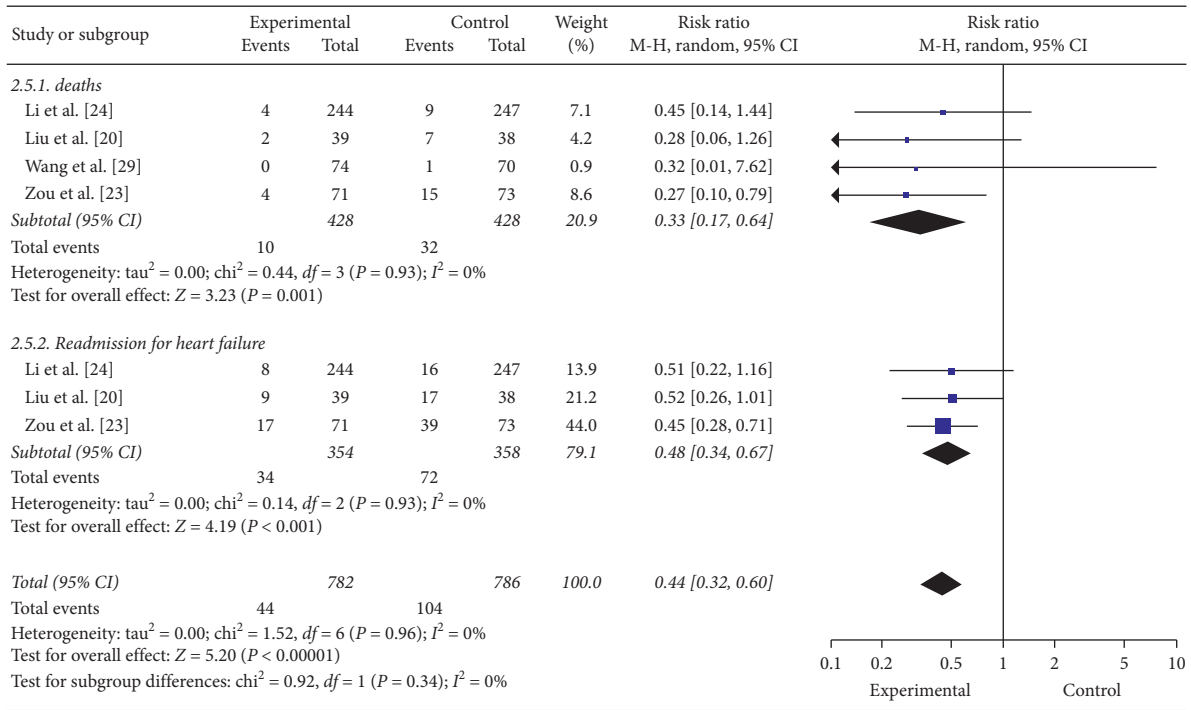 Study or subgroup Experimental Control Weight Risk ratio Risk ratio
Events Total Events Total (%) M-H, random, 95% CI M-H, random, 95% CI
2.5.1. deaths
Li et al. [24] 4 244 9 247 7.1 0.45 [0.14, 1.44]
Liu et al. [20] 2 39 7 38 4.2 0.28 [0.06, 1.26]
Wang et al. [29] 0 74 1 70 0.9 0.32 [0.01, 7.62]
Zou et al. [23] 4 71 15 73 8.6 0.27 [0.10, 0.79]
Subtotal (95% CI) 428 428 20.9 0.33 [0.17, 0.64]
Total events 10 32
Heterogeneity: tau² = 0.00; chi² = 0.44, df = 3 (P = 0.93); I² = 0%
Test for overall effect: Z = 3.23 (P = 0.001)
2.5.2. Readmission for heart failure
Li et al. [24] 8 244 16 247 13.9 0.51 [0.22, 1.16]
Liu et al. [20] 9 39 17 38 21.2 0.52 [0.26, 1.01]
Zou et al. [23] 17 71 39 73 44.0 0.45 [0.28, 0.71]
Subtotal (95% CI) 354 358 79.1 0.48 [0.34, 0.67]
Total events 34 72
Heterogeneity: tau² = 0.00; chi² = 0.14, df = 2 (P = 0.93); I² = 0%
Test for overall effect: Z = 4.19 (P < 0.001)
Total (95% CI) 782 786 100.0 0.44 [0.32, 0.60]
Total events 44 104
Heterogeneity: tau² = 0.00; chi² = 1.52, df = 6 (P = 0.96); I² = 0%
Test for overall effect: Z = 5.20 (P < 0.00001)
Test for subgroup differences: chi² = 0.92, df = 1 (P = 0.34); I² = 0%
0.1 0.2 0.5 1 2 5 10
Experimental Control